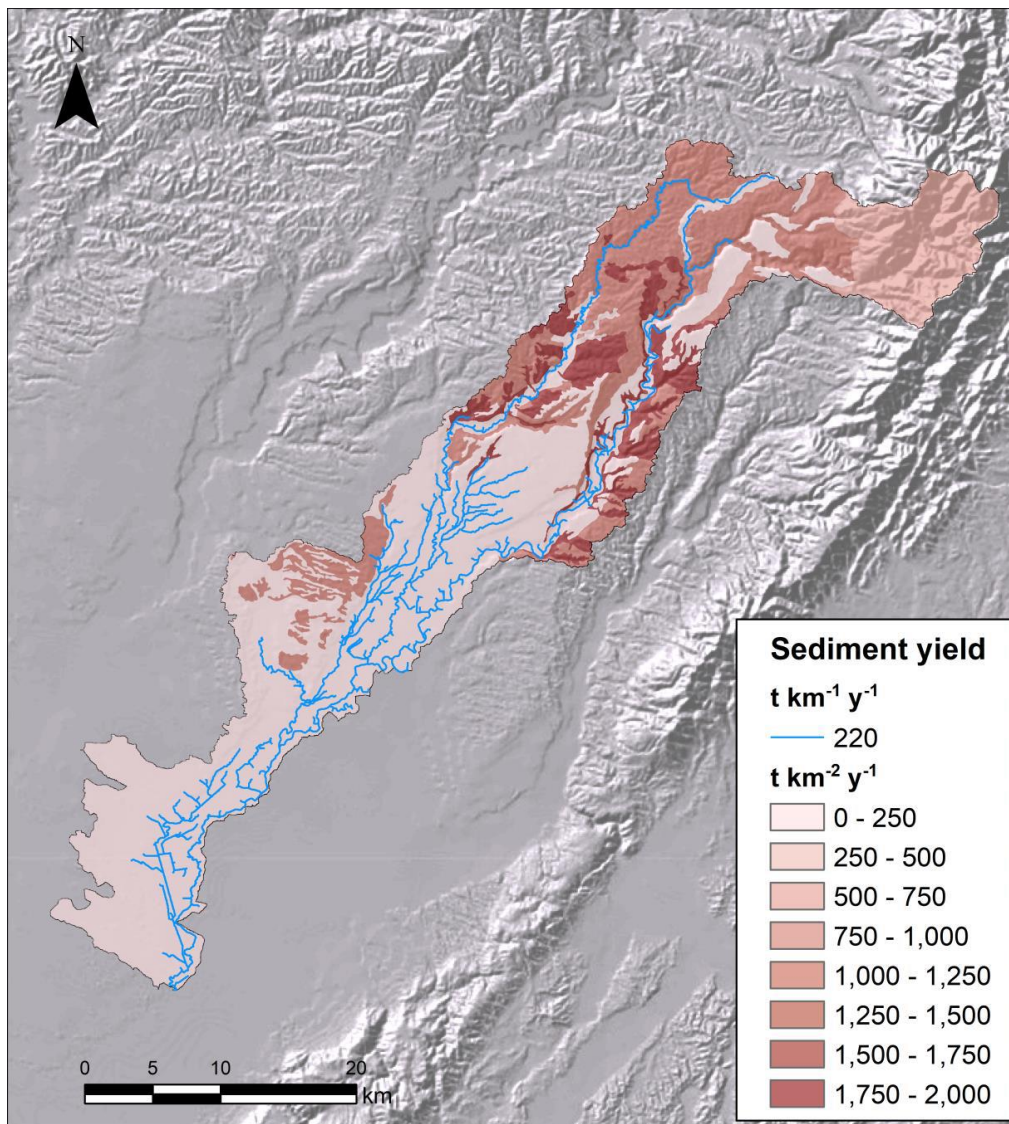 N
Sediment yield
t km⁻¹ y⁻¹
220
t km⁻² y⁻¹
0 - 250
250 - 500
500 - 750
750 - 1,000
1,000 - 1,250
1,250 - 1,500
1,500 - 1,750
1,750 - 2,000
0 5 10 20
km